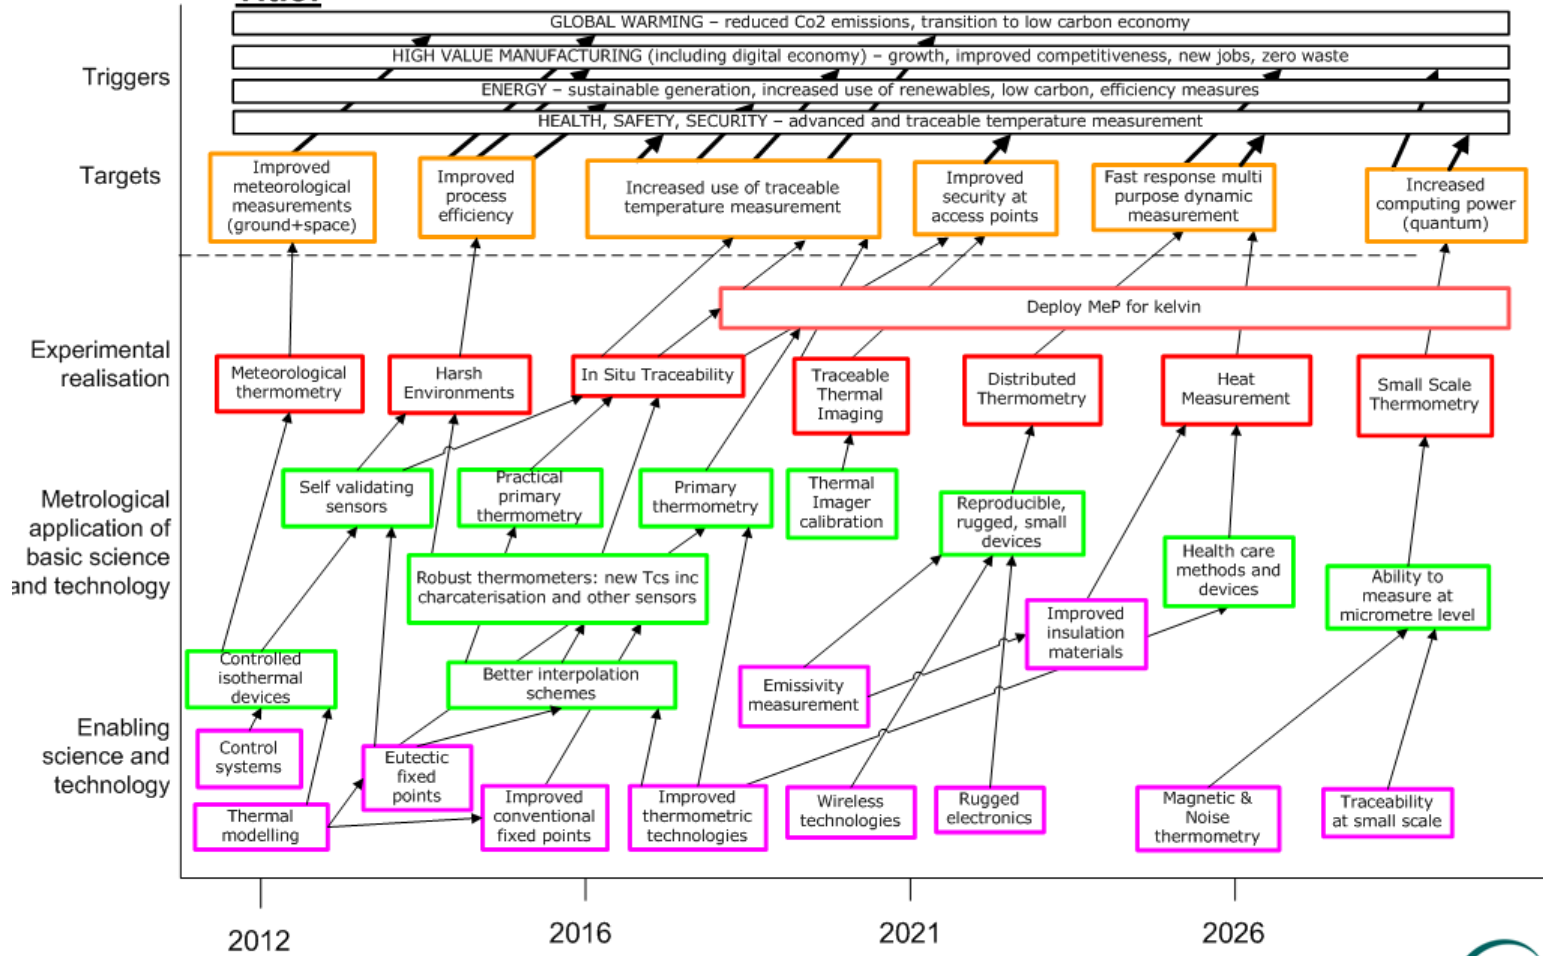 GLOBAL WARMING – reduced Co2 emissions, transition to low carbon economy
HIGH VALUE MANUFACTURING (including digital economy) – growth, improved competitiveness, new jobs, zero waste
Triggers
ENERGY – sustainable generation, increased use of renewables, low carbon, efficiency measures
HEALTH, SAFETY, SECURITY – advanced and traceable temperature measurement
Targets
Improved
meteorological
measurements
(ground+space)
Improved
process
efficiency
Increased use of traceable
temperature measurement
Improved
security at
access points
Fast response multi
purpose dynamic
measurement
Increased
computing power
(quantum)
Deploy MeP for kelvin
Experimental
realisation
Meteorological
thermometry
Harsh
Environments
In Situ Traceability
Traceable
Thermal
Imaging
Distributed
Thermometry
Heat
Measurement
Small Scale
Thermometry
Metrological
application of
basic science
and technology
Self validating
sensors
Practical
primary
thermometry
Primary
thermometry
Thermal
Imager
calibration
Reproducible,
rugged, small
devices
Robust thermometers: new Tcs inc
charcaterisation and other sensors
Health care
methods and
devices
Ability to
measure at
micrometre level
Improved
insulation
materials
Controlled
isothermal
devices
Better interpolation
schemes
Emissivity
measurement
Enabling
science and
technology
Control
systems
Eutectic
fixed
points
Thermal
modelling
Improved
conventional
fixed points
Improved
thermometric
technologies
Wireless
technologies
Rugged
electronics
Magnetic &
Noise
thermometry
Traceability
at small scale
2012
2016
2021
2026